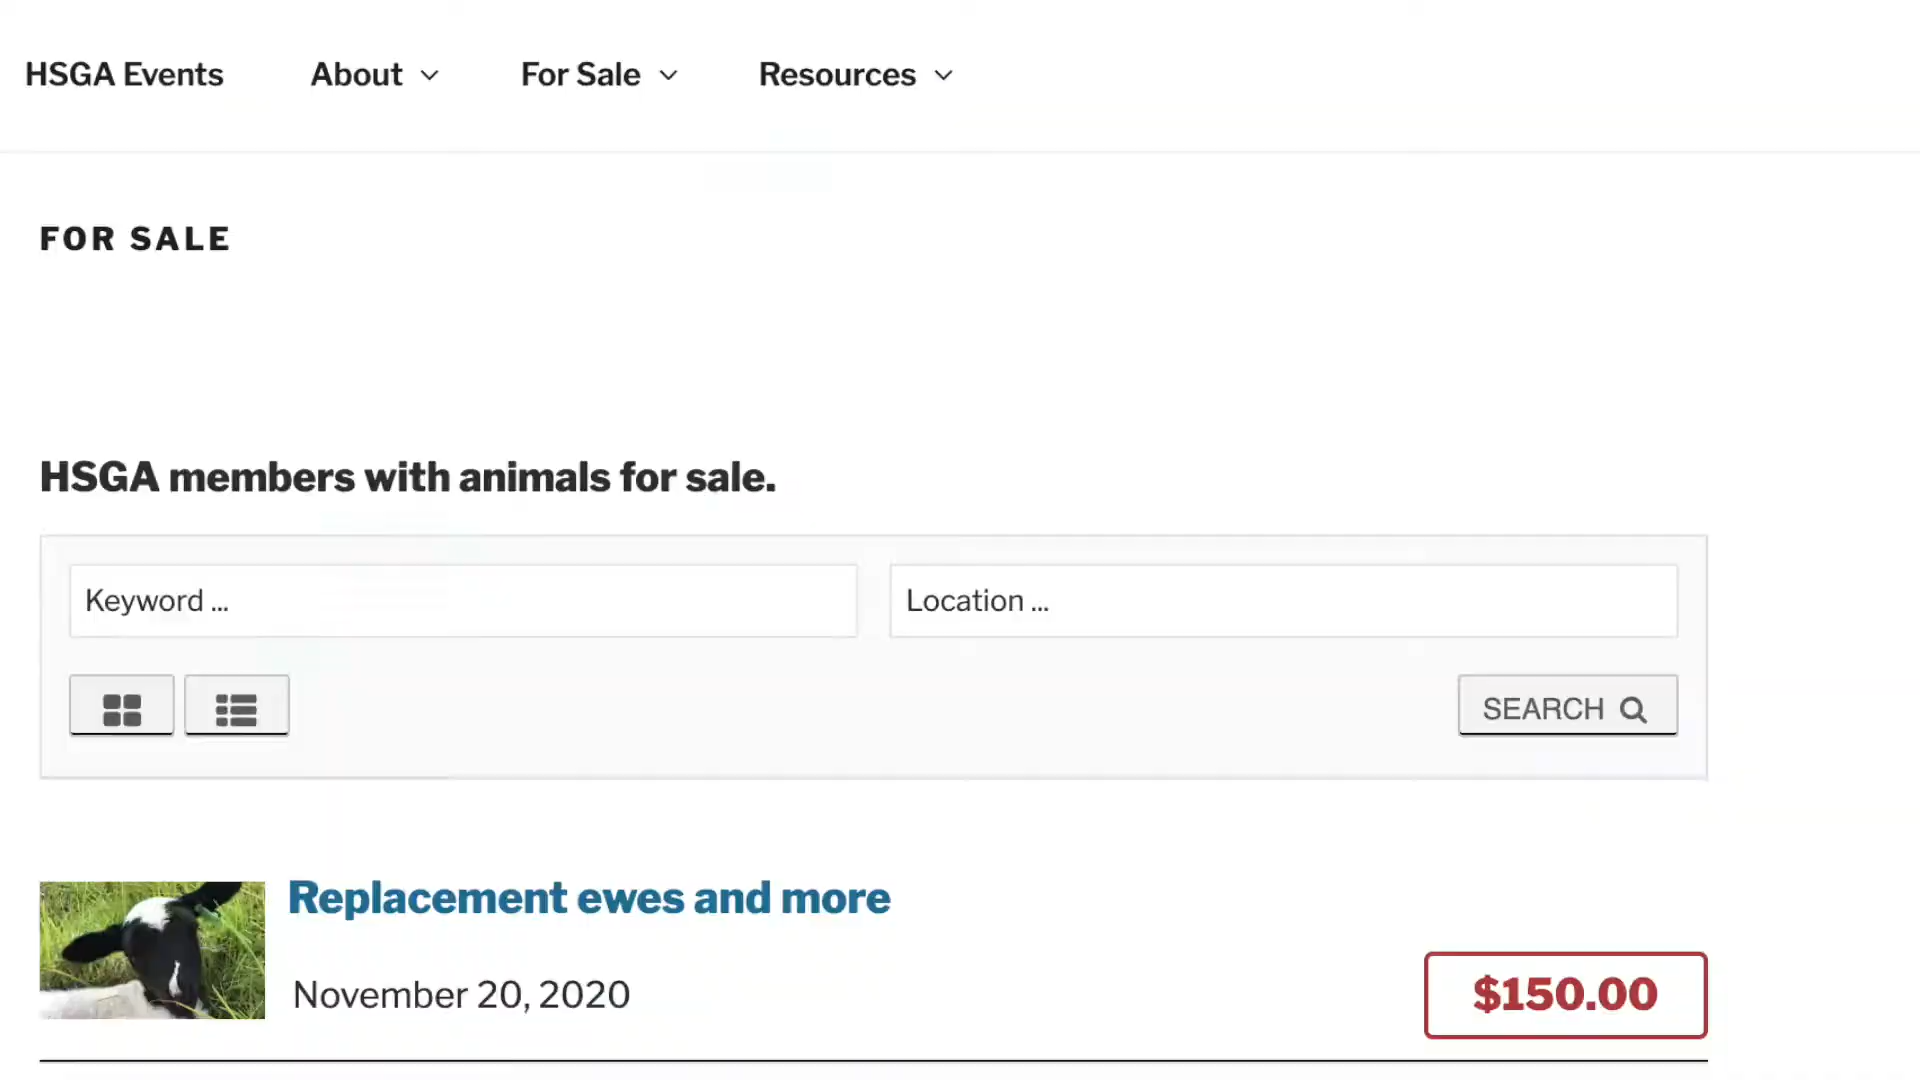 HSGA Events About For Sale Resources
FOR SALE
HSGA members with animals for sale.
Keyword ... Location ...
SEARCH
Replacement ewes and more
November 20, 2020 $150.00